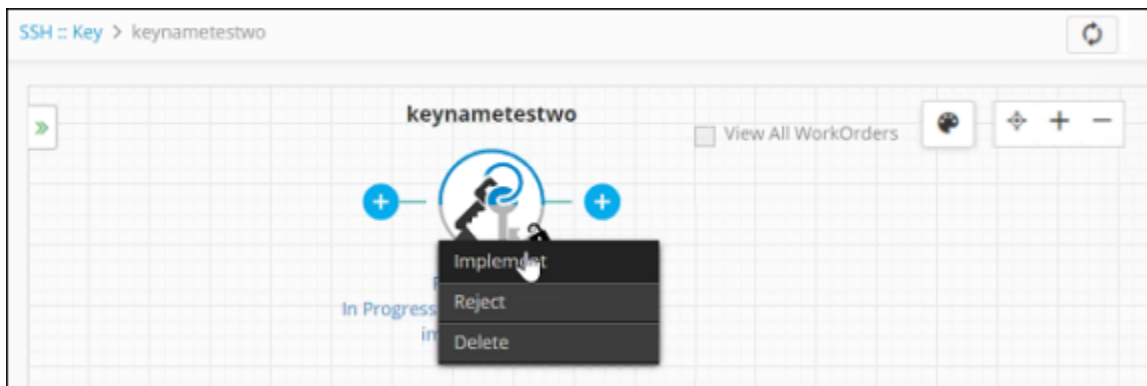 SSH :: Key > keynametestwo
keynametestwo
View All WorkOrders
Implement
Reject
In Progress
Delete